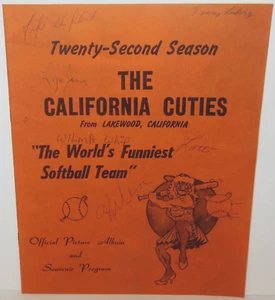 Twenty-Second Season
THE
CALIFORNIA CUTIES
From LAKEWOOD, CALIFORNIA
"The World's Funniest
Softball Team"
Official Picture Album
and
Souvenir Program